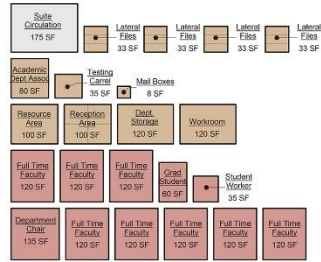 Suite
Circulation
175 SF
Lateral
Files
33 SF
Lateral
Files
33 SF
Lateral
Files
33 SF
Lateral
Files
33 SF
Academic
Dept Assoc
80 SF
Testing
Carrel
35 SF
Mail Boxes
8 SF
Resource
Area
100 SF
Reception
Area
100 SF
Dept.
Storage
120 SF
Workroom
120 SF
Full Time
Faculty
120 SF
Full Time
Faculty
120 SF
Full Time
Faculty
120 SF
Grad
Student
60 SF
Student
Worker
35 SF
Department
Chair
135 SF
Full Time
Faculty
120 SF
Full Time
Faculty
120 SF
Full Time
Faculty
120 SF
Full Time
Faculty
120 SF
Full Time
Faculty
120 SF